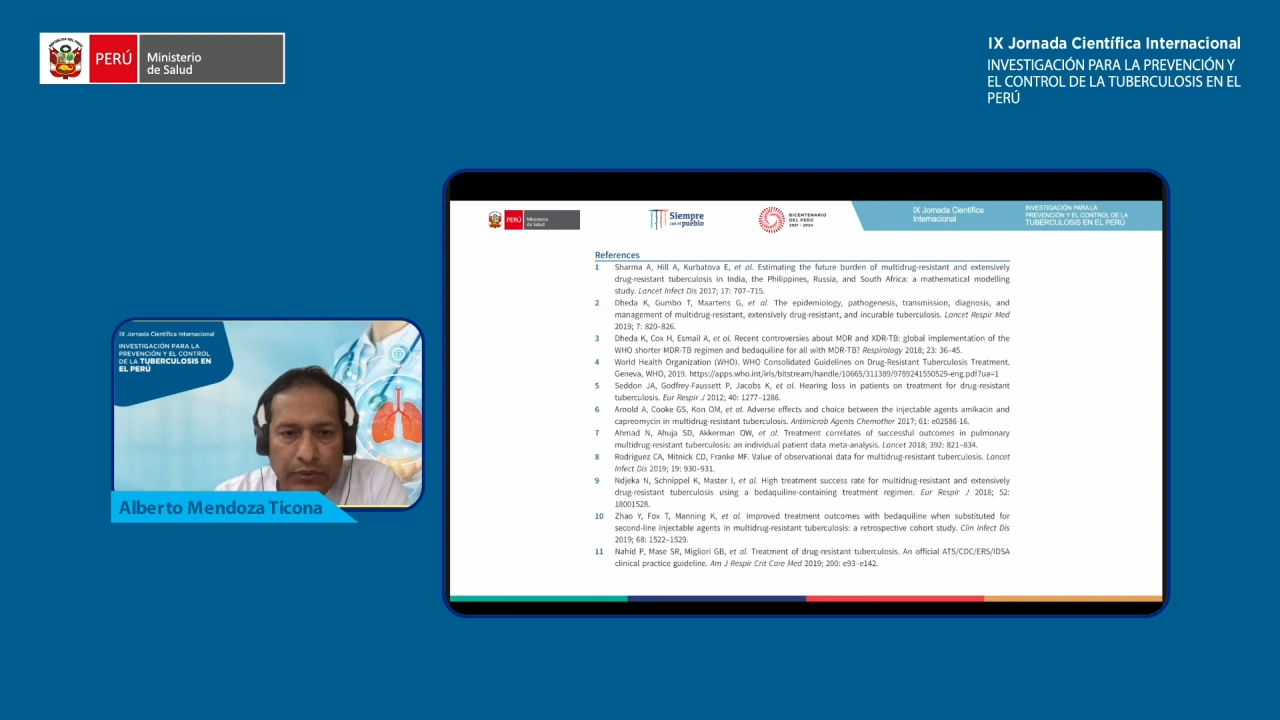 PERÚ
Ministerio
de Salud
IX Jornada Científica Internacional
INVESTIGACIÓN PARA LA PREVENCIÓN Y
EL CONTROL DE LA TUBERCULOSIS EN EL
PERÚ
IX Jornada Científica Internacional
INVESTIGACIÓN PARA LA
PREVENCIÓN Y EL CONTROL
DE LA TUBERCULOSIS EN
EL PERÚ
Alberto Mendoza Ticona
PERÚ
Ministerio
de Salud
Siempre
con el pueblo
BICENTENARIO
DEL PERÚ
2021 - 2024
IX Jornada Científica
Internacional
INVESTIGACIÓN PARA LA
PREVENCIÓN Y EL CONTROL DE LA
TUBERCULOSIS EN EL PERÚ
References
1 Sharma A, Hill A, Kurbatova E, et al. Estimating the future burden of multidrug-resistant and extensively
drug-resistant tuberculosis in India, the Philippines, Russia, and South Africa: a mathematical modelling
study. Lancet Infect Dis 2017; 17: 707–715.
2 Dheda K, Gumbo T, Maartens G, et al. The epidemiology, pathogenesis, transmission, diagnosis, and
management of multidrug-resistant, extensively drug-resistant, and incurable tuberculosis. Lancet Respir Med
2019; 7: 820–826.
3 Dheda K, Cox H, Esmail A, et al. Recent controversies about MDR and XDR-TB: global implementation of the
WHO shorter MDR-TB regimen and bedaquiline for all with MDR-TB? Respirology 2018; 23: 36–45.
4 World Health Organization (WHO). WHO Consolidated Guidelines on Drug-Resistant Tuberculosis Treatment.
Geneva, WHO, 2019. https://apps.who.int/iris/bitstream/handle/10665/311389/9789241550529-eng.pdf?ua=1
5 Seddon JA, Godfrey-Faussett P, Jacobs K, et al. Hearing loss in patients on treatment for drug-resistant
tuberculosis. Eur Respir J 2012; 40: 1277–1286.
6 Arnold A, Cooke GS, Kon OM, et al. Adverse effects and choice between the injectable agents amikacin and
capreomycin in multidrug-resistant tuberculosis. Antimicrob Agents Chemother 2017; 61: e02586-16.
7 Ahmad N, Ahuja SD, Akkerman OW, et al. Treatment correlates of successful outcomes in pulmonary
multidrug-resistant tuberculosis: an individual patient data meta-analysis. Lancet 2018; 392: 821–834.
8 Rodriguez CA, Mitnick CD, Franke MF. Value of observational data for multidrug-resistant tuberculosis. Lancet
Infect Dis 2019; 19: 930–931.
9 Ndjeka N, Schnippel K, Master I, et al. High treatment success rate for multidrug-resistant and extensively
drug-resistant tuberculosis using a bedaquiline-containing treatment regimen. Eur Respir J 2018; 52:
18001528.
10 Zhao Y, Fox T, Manning K, et al. Improved treatment outcomes with bedaquiline when substituted for
second-line injectable agents in multidrug-resistant tuberculosis: a retrospective cohort study. Clin Infect Dis
2019; 68: 1522–1529.
11 Nahid P, Mase SR, Migliori GB, et al. Treatment of drug-resistant tuberculosis. An official ATS/CDC/ERS/IDSA
clinical practice guideline. Am J Respir Crit Care Med 2019; 200: e93–e142.